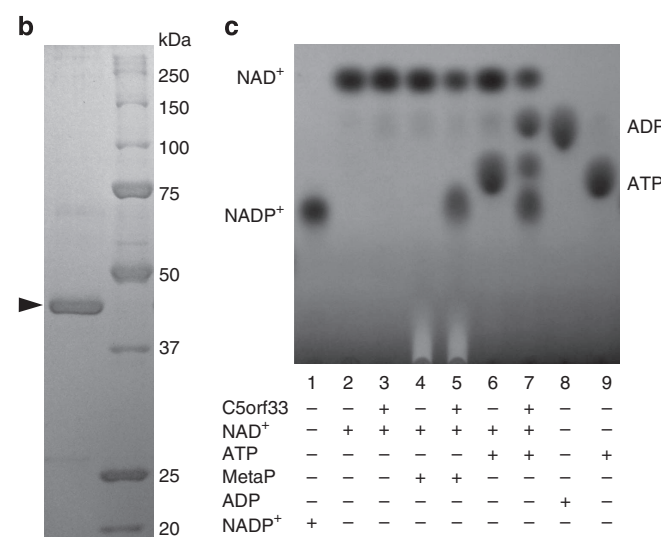 b
kDa
250
150
100
75
50
37
25
20
c
NAD+
ADP
ATP
NADP+
1 2 3 4 5 6 7 8 9
C5orf33 – – + – + – + – –
NAD+ – + + + + + + – –
ATP – – – – – + + – +
MetaP – – – + + – – – –
ADP – – – – – – – + –
NADP+ + – – – – – – – –